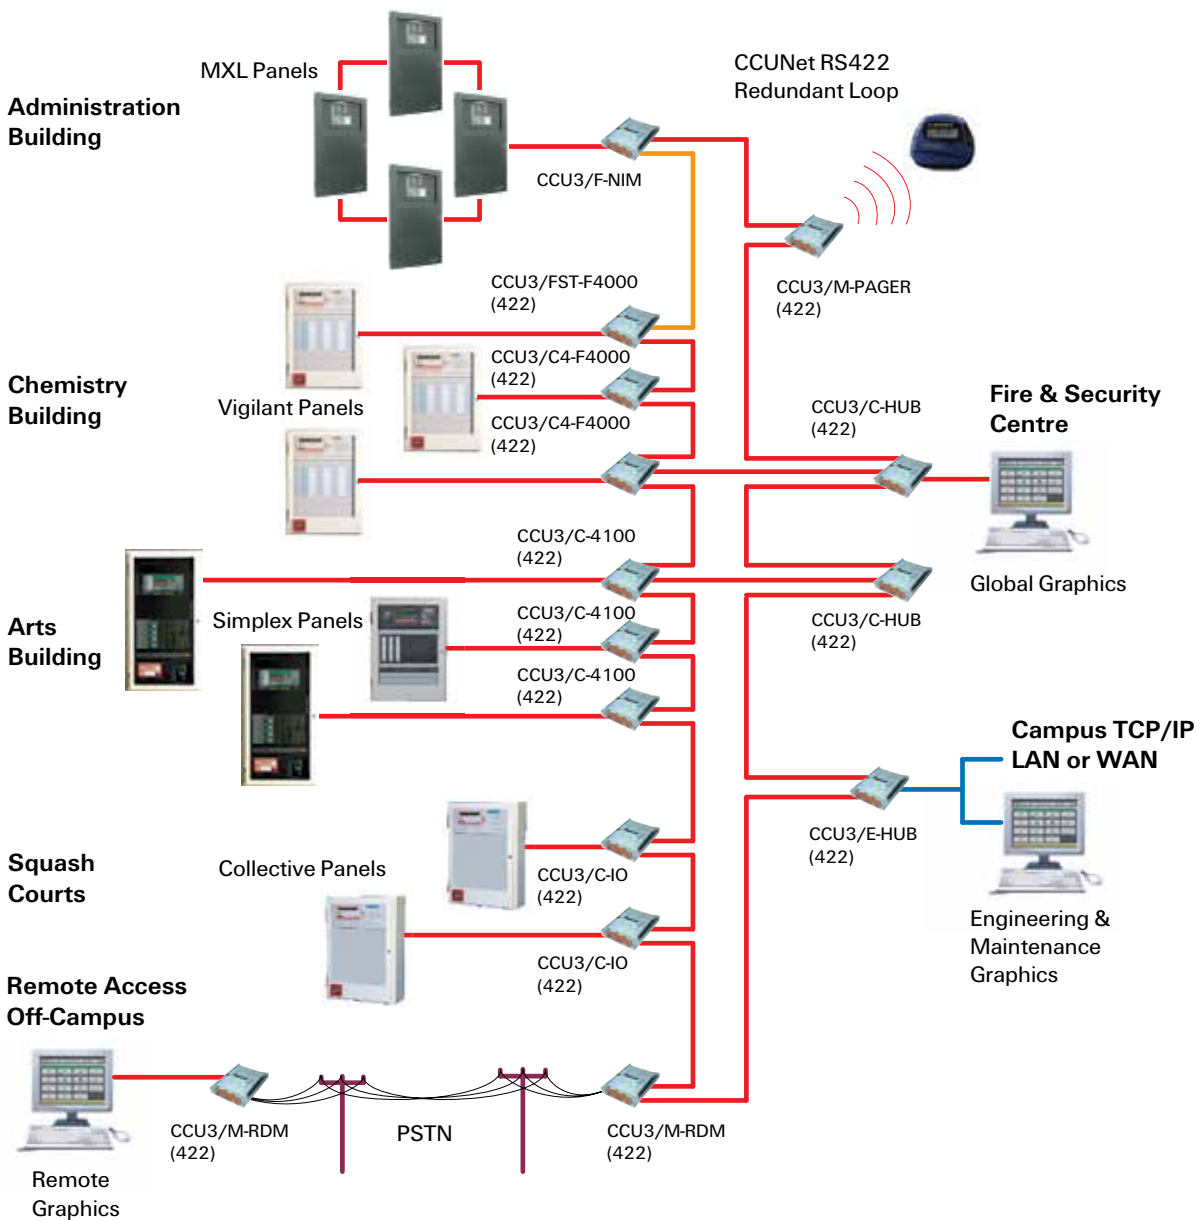 MXL Panels
CCUNet RS422
Redundant Loop
Administration
Building
CCU3/F-NIM
CCU3/FST-F4000
(422)
CCU3/M-PAGER
(422)
CCU3/C4-F4000
(422)
Chemistry
Building
Vigilant Panels
CCU3/C4-F4000
(422)
CCU3/C-HUB
(422)
Fire & Security
Centre
CCU3/C-4100
(422)
Global Graphics
Arts
Building
Simplex Panels
CCU3/C-4100
(422)
CCU3/C-HUB
(422)
CCU3/C-4100
(422)
Campus TCP/IP
LAN or WAN
CCU3/E-HUB
(422)
Squash
Courts
Collective Panels
CCU3/C-IO
(422)
Engineering &
Maintenance
Graphics
CCU3/C-IO
(422)
Remote Access
Off-Campus
CCU3/M-RDM
(422)
PSTN
CCU3/M-RDM
(422)
Remote
Graphics